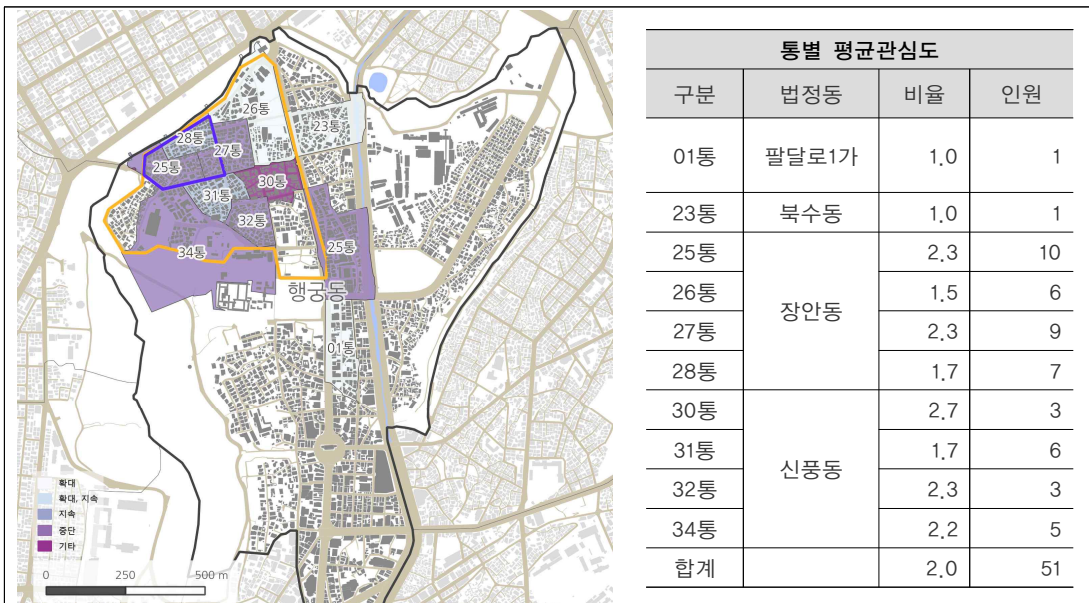 26통
23통
28통
27통
25통
30통
31통
32통
25통
34통
행궁동
01통
확대
확대, 지속
지속
중단
기타
0 250 500 m
통별 평균관심도
구분 법정동 비율 인원
01통 팔달로1가 1.0 1
23통 북수동 1.0 1
25통 2.3 10
26통 1.5 6
장안동
27통 2.3 9
28통 1.7 7
30통 2.7 3
31통 1.7 6
신풍동
32통 2.3 3
34통 2.2 5
합계 2.0 51